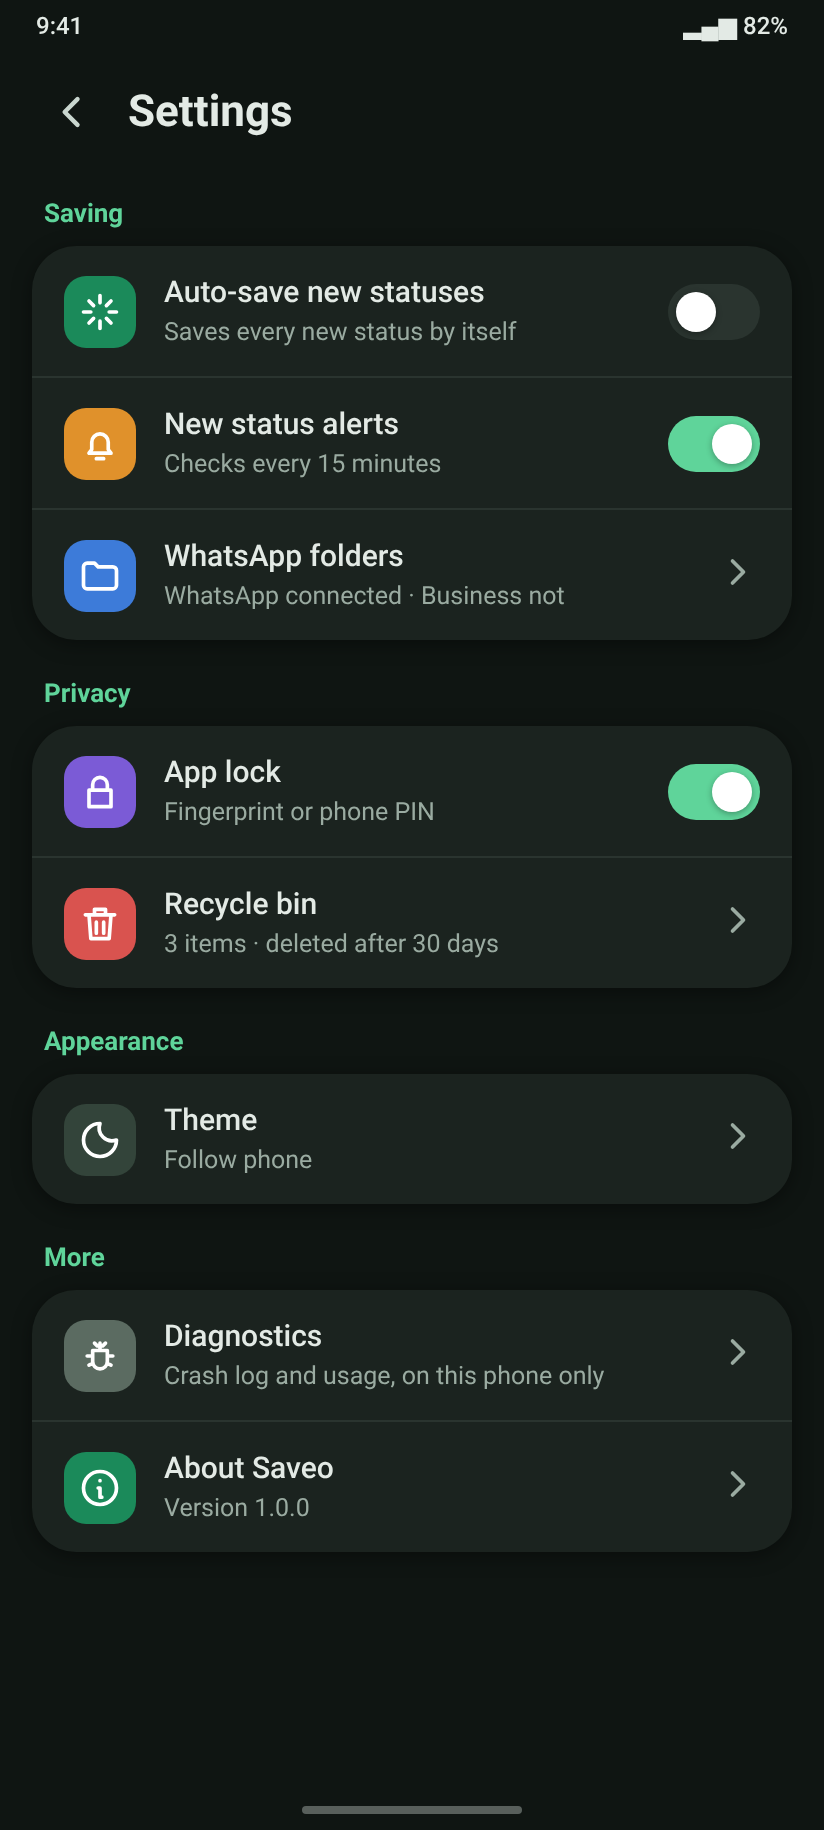 9:41
82%
Settings
Saving
Auto-save new statuses
Saves every new status by itself
New status alerts
Checks every 15 minutes
WhatsApp folders
WhatsApp connected · Business not
Privacy
App lock
Fingerprint or phone PIN
Recycle bin
3 items · deleted after 30 days
Appearance
Theme
Follow phone
More
Diagnostics
Crash log and usage, on this phone only
About Saveo
Version 1.0.0